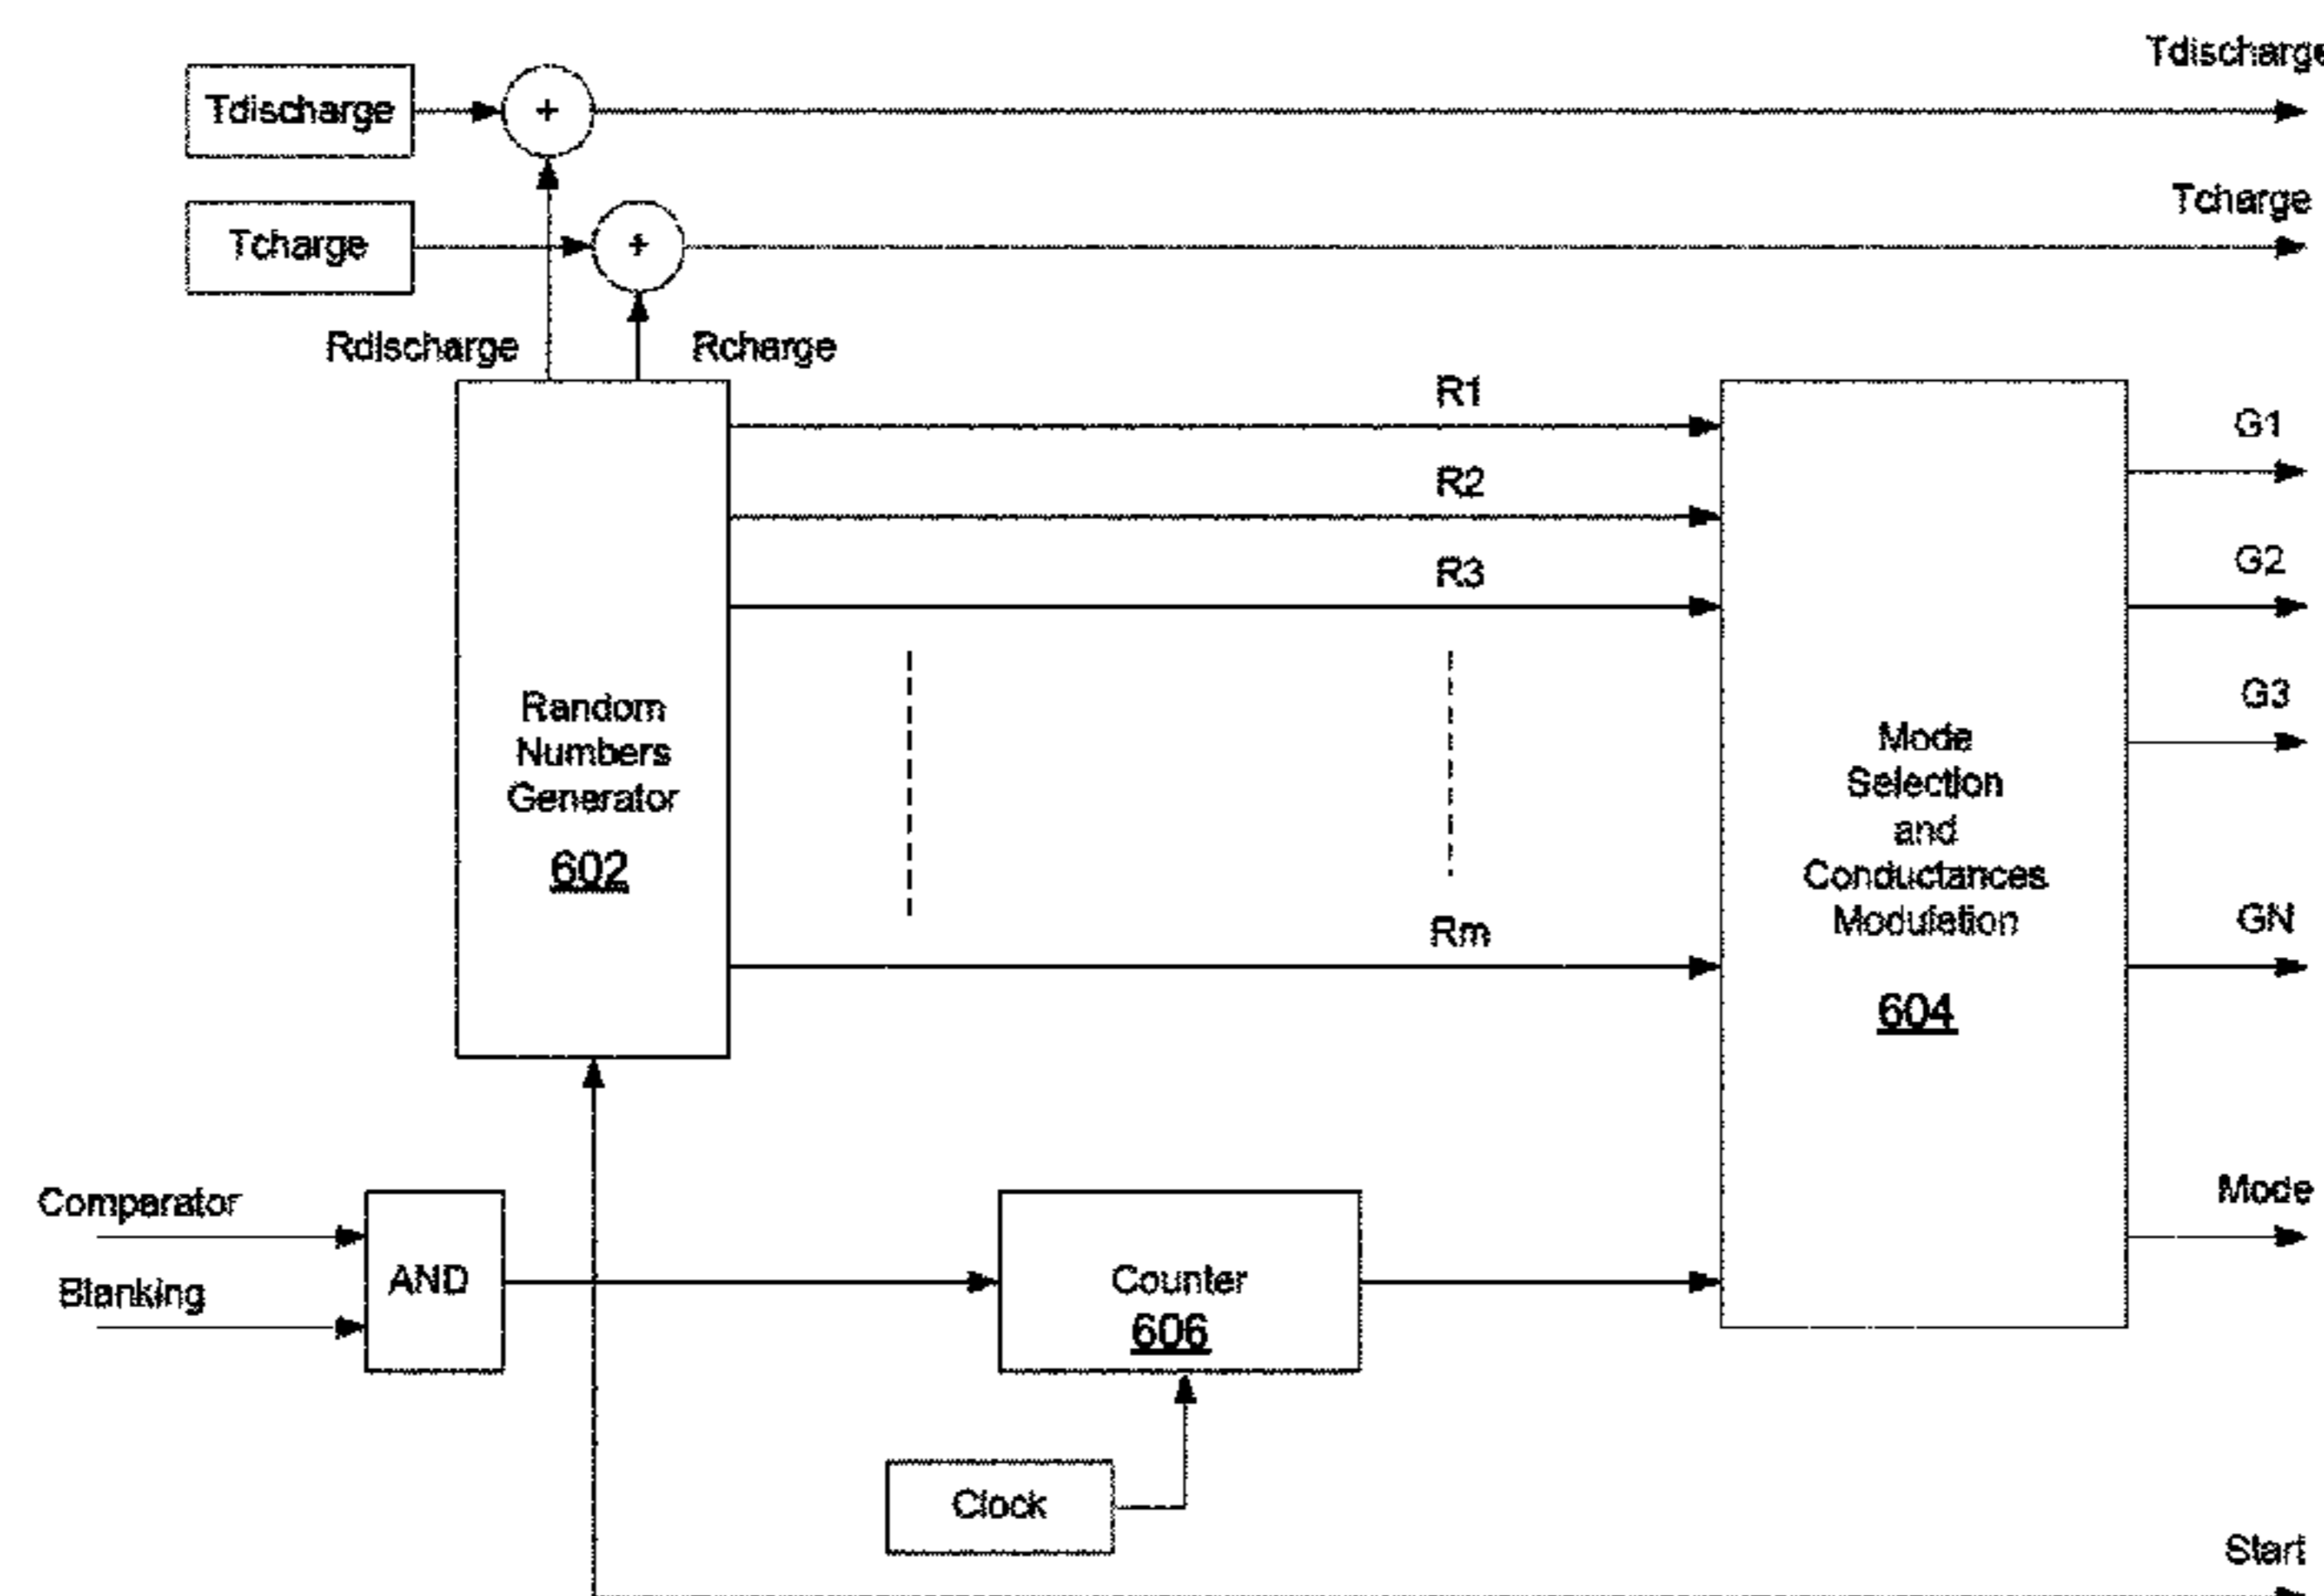 Tdischarge
Tdischarge
Tcharge
Tcharge
Rdischarge
Rcharge
R1
G1
R2
G2
R3
G3
Random
Numbers
Generator
602
Mode
Selection
and
Conductances
Modulation
604
Rm
GN
Comparator
Mode
Blanking
AND
Counter
606
Clock
Start